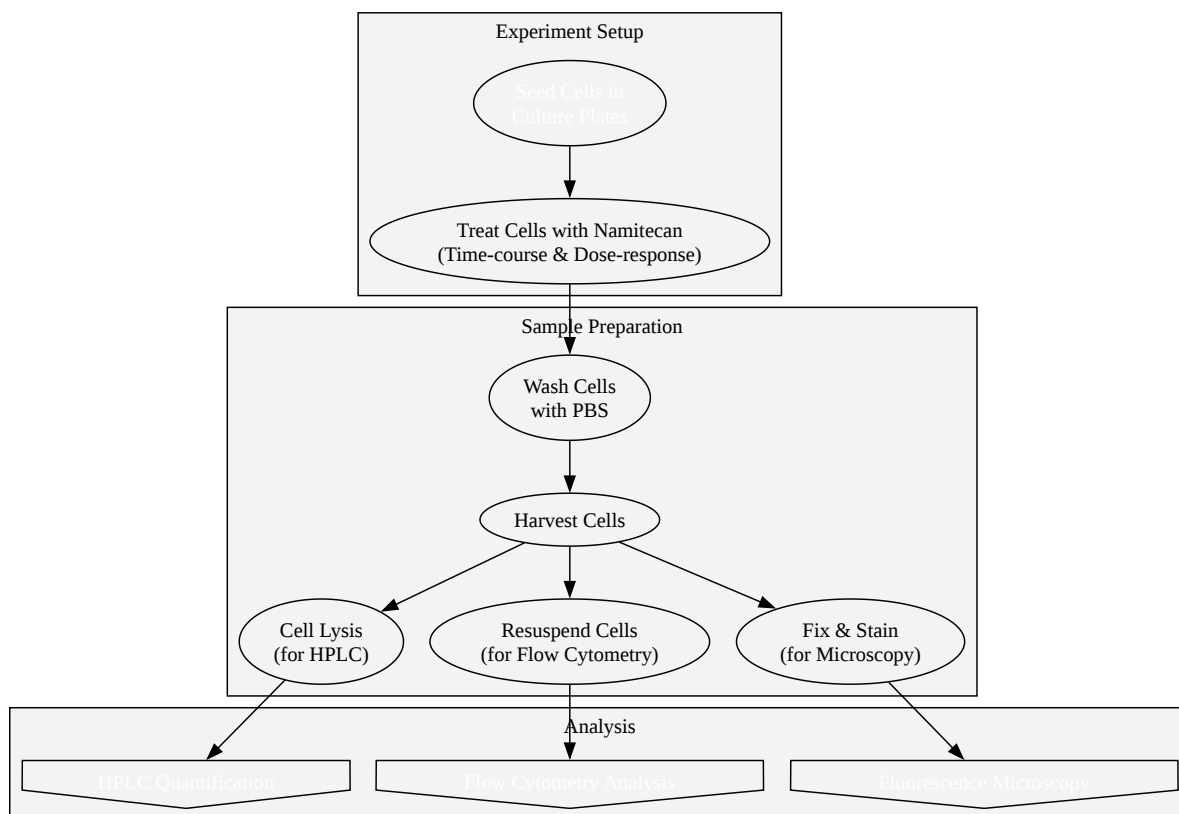 Experiment Setup
Seed Cells in
Culture Plates
Treat Cells with Namitecan
(Time-course & Dose-response)
Sample Preparation
Wash Cells
with PBS
Harvest Cells
Cell Lysis
(for HPLC)
Resuspend Cells
(for Flow Cytometry)
Fix & Stain
(for Microscopy)
Analysis
HPLC Quantification
Flow Cytometry Analysis
Fluorescence Microscopy